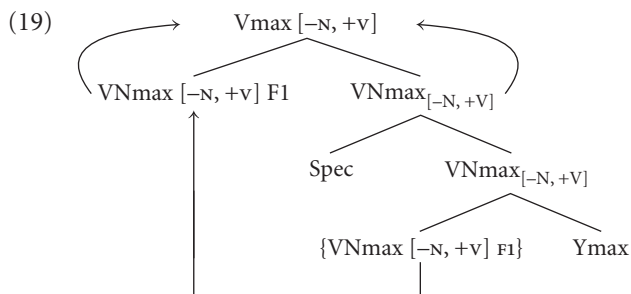 (19) Vmax [–N, +V]
VNmax [–N, +V] F1 VNmax[–N, +V]
Spec VNmax[–N, +V]
{VNmax [–N, +V] F1} Ymax